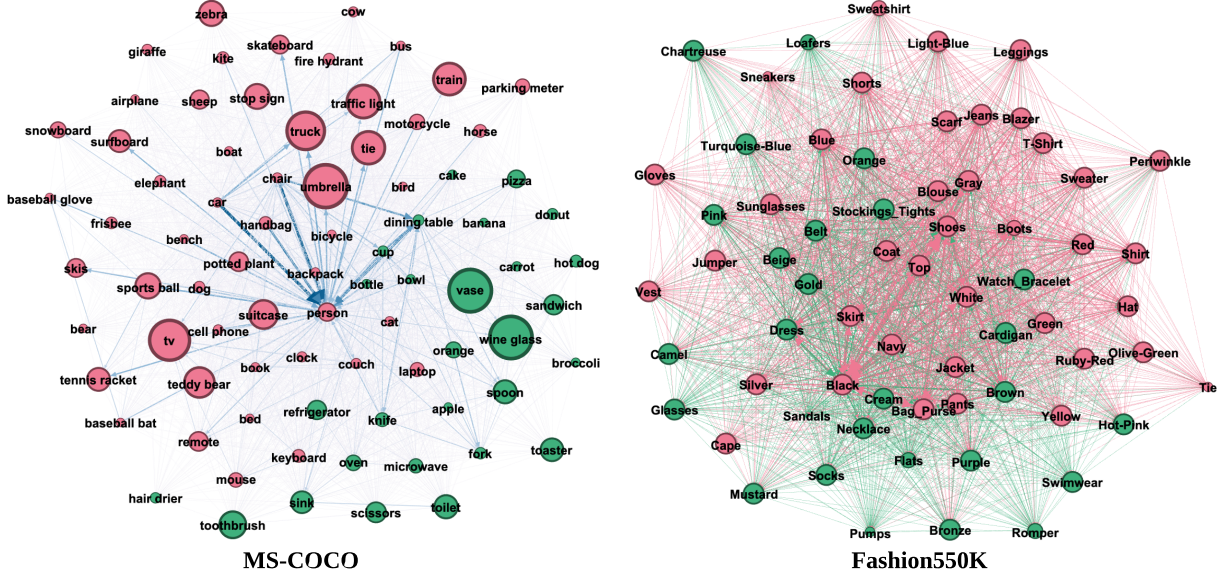 zebra
cow
skateboard
bus
giraffe
kite
fire hydrant
train
parking meter
airplane
sheep
stop sign
traffic light
motorcycle
horse
snowboard
surfboard
truck
tie
boat
elephant
chair
umbrella
bird
cake
pizza
baseball glove
car
frisbee
handbag
bicycle
dining table
banana
donut
bench
cup
skis
potted plant
backpack
bottle
bowl
carrot
hot dog
sports ball
dog
vase
sandwich
suitcase
person
cat
bear
cell phone
tv
wine glass
clock
orange
book
couch
laptop
broccoli
tennis racket
teddy bear
spoon
baseball bat
bed
refrigerator
knife
apple
remote
keyboard
oven
microwave
fork
toaster
mouse
hair drier
sink
scissors
toilet
toothbrush
MS-COCO
Sweatshirt
Chartreuse
Loafers
Light-Blue
Leggings
Sneakers
Shorts
Scarf
Jeans
Blazer
Turquoise-Blue
Blue
Orange
T-Shirt
Periwinkle
Gloves
Blouse
Gray
Sweater
Pink
Sunglasses
Stockings_Tights
Belt
Shoes
Boots
Red
Shirt
Jumper
Beige
Coat
Top
Gold
Watch_Bracelet
Vest
White
Hat
Skirt
Dress
Cardigan
Green
Camel
Navy
Ruby-Red
Olive-Green
Silver
Black
Jacket
Brown
Tie
Glasses
Sandals
Cream
Bag_Purse
Pants
Yellow
Necklace
Hot-Pink
Cape
Socks
Flats
Purple
Swimwear
Mustard
Pumps
Bronze
Romper
Fashion550K